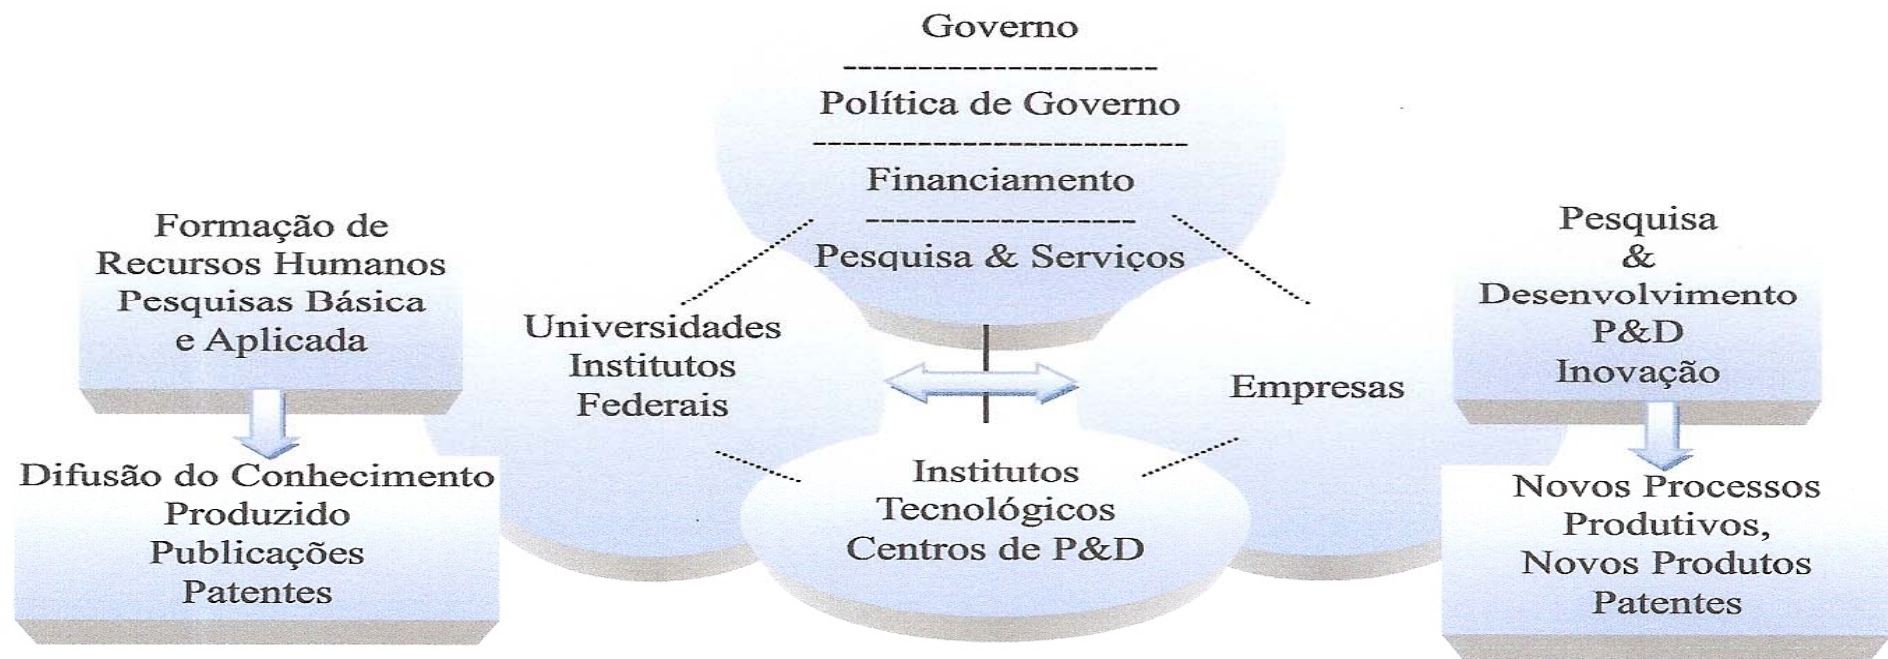 Governo
Política de Governo
Financiamento
Pesquisa & Serviços
Formação de
Recursos Humanos
Pesquisas Básica
e Aplicada
Difusão do Conhecimento
Produzido
Publicações
Patentes
Universidades
Institutos
Federais
Institutos
Tecnológicos
Centros de P&D
Empresas
Pesquisa
&
Desenvolvimento
P&D
Inovação
Novos Processos
Produtivos,
Novos Produtos
Patentes